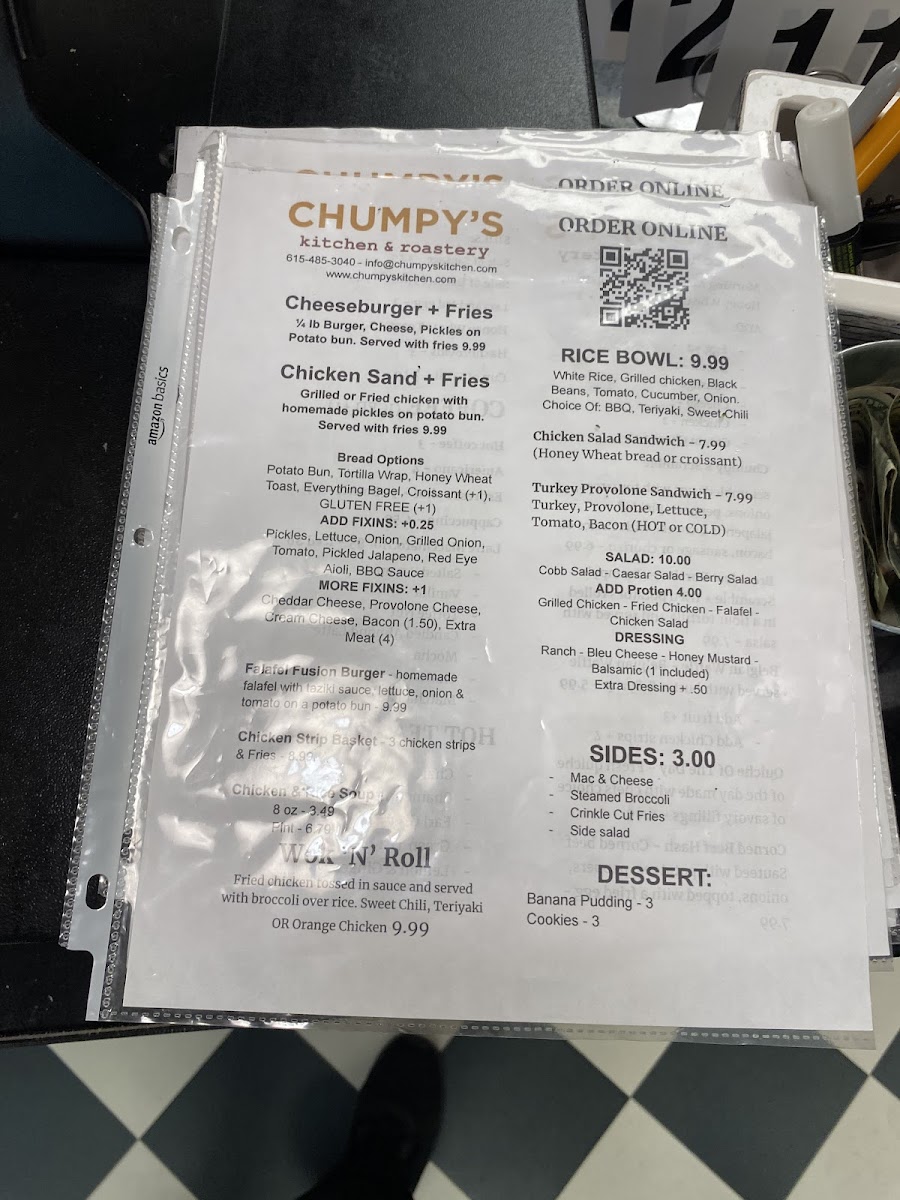 CHUMPY'S
ORDER ONLINE
CHUMPY'S
kitchen & roastery
615-485-3040 - info@chumpyskitchen.com
www.chumpyskitchen.com
Cheeseburger + Fries
¼ lb Burger, Cheese, Pickles on
Potato bun. Served with fries 9.99
Chicken Sand + Fries
Grilled or Fried chicken with
homemade pickles on potato bun.
Served with fries 9.99
Bread Options
Potato Bun, Tortilla Wrap, Honey Wheat
Toast, Everything Bagel, Croissant (+1),
GLUTEN FREE (+1)
ADD FIXINS: +0.25
Pickles, Lettuce, Onion, Grilled Onion,
Tomato, Pickled Jalapeno, Red Eye
Aioli, BBQ Sauce
MORE FIXINS: +1
Cheddar Cheese, Provolone Cheese,
Cream Cheese, Bacon (1.50), Extra
Meat (4)
Falafel Fusion Burger - homemade
falafel with taziki sauce, lettuce, onion &
tomato on a potato bun - 9.99
Chicken Strip Basket - 3 chicken strips
& Fries - 8.99
Chicken & Rice Soup
8 oz - 3.49
Pint - 6.79
Wok 'N' Roll
Fried chicken tossed in sauce and served
with broccoli over rice. Sweet Chili, Teriyaki
OR Orange Chicken 9.99
ORDER ONLINE
RICE BOWL: 9.99
White Rice, Grilled chicken, Black
Beans, Tomato, Cucumber, Onion.
Choice Of: BBQ, Teriyaki, Sweet Chili
Chicken Salad Sandwich - 7.99
(Honey Wheat bread or croissant)
Turkey Provolone Sandwich - 7.99
Turkey, Provolone, Lettuce,
Tomato, Bacon (HOT or COLD)
SALAD: 10.00
Cobb Salad - Caesar Salad - Berry Salad
ADD Protien 4.00
Grilled Chicken - Fried Chicken - Falafel -
Chicken Salad
DRESSING
Ranch - Bleu Cheese - Honey Mustard -
Balsamic (1 included)
Extra Dressing + .50
SIDES: 3.00
- Mac & Cheese
- Steamed Broccoli
- Crinkle Cut Fries
- Side salad
DESSERT:
Banana Pudding - 3
Cookies - 3
amazon basics
2
11